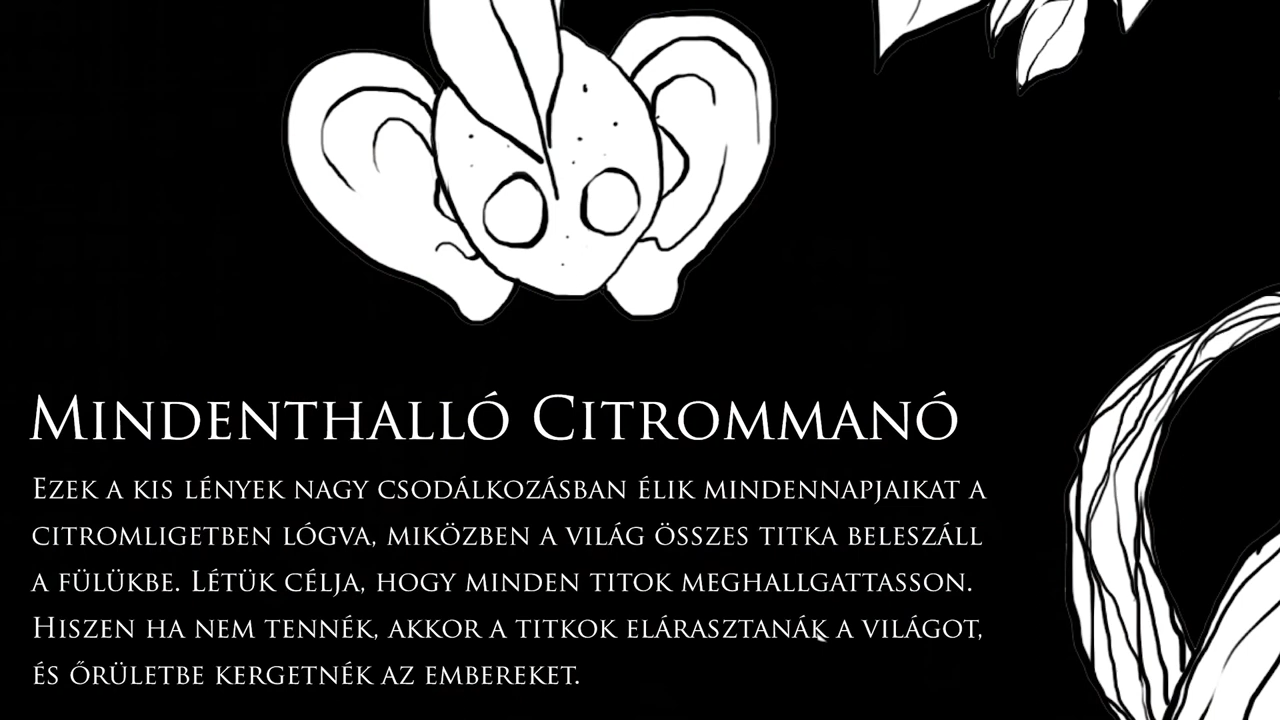 Mindenthalló Citrommanó
Ezek a kis lények nagy csodálkozásban élik mindennapjaikat a
citromligetben lógva, miközben a világ összes titka beleszáll
a fülükbe. Létük célja, hogy minden titok meghallgattasson.
Hiszen ha nem tennék, akkor a titkok elárasztanák a világot,
és őrületbe kergetnék az embereket.